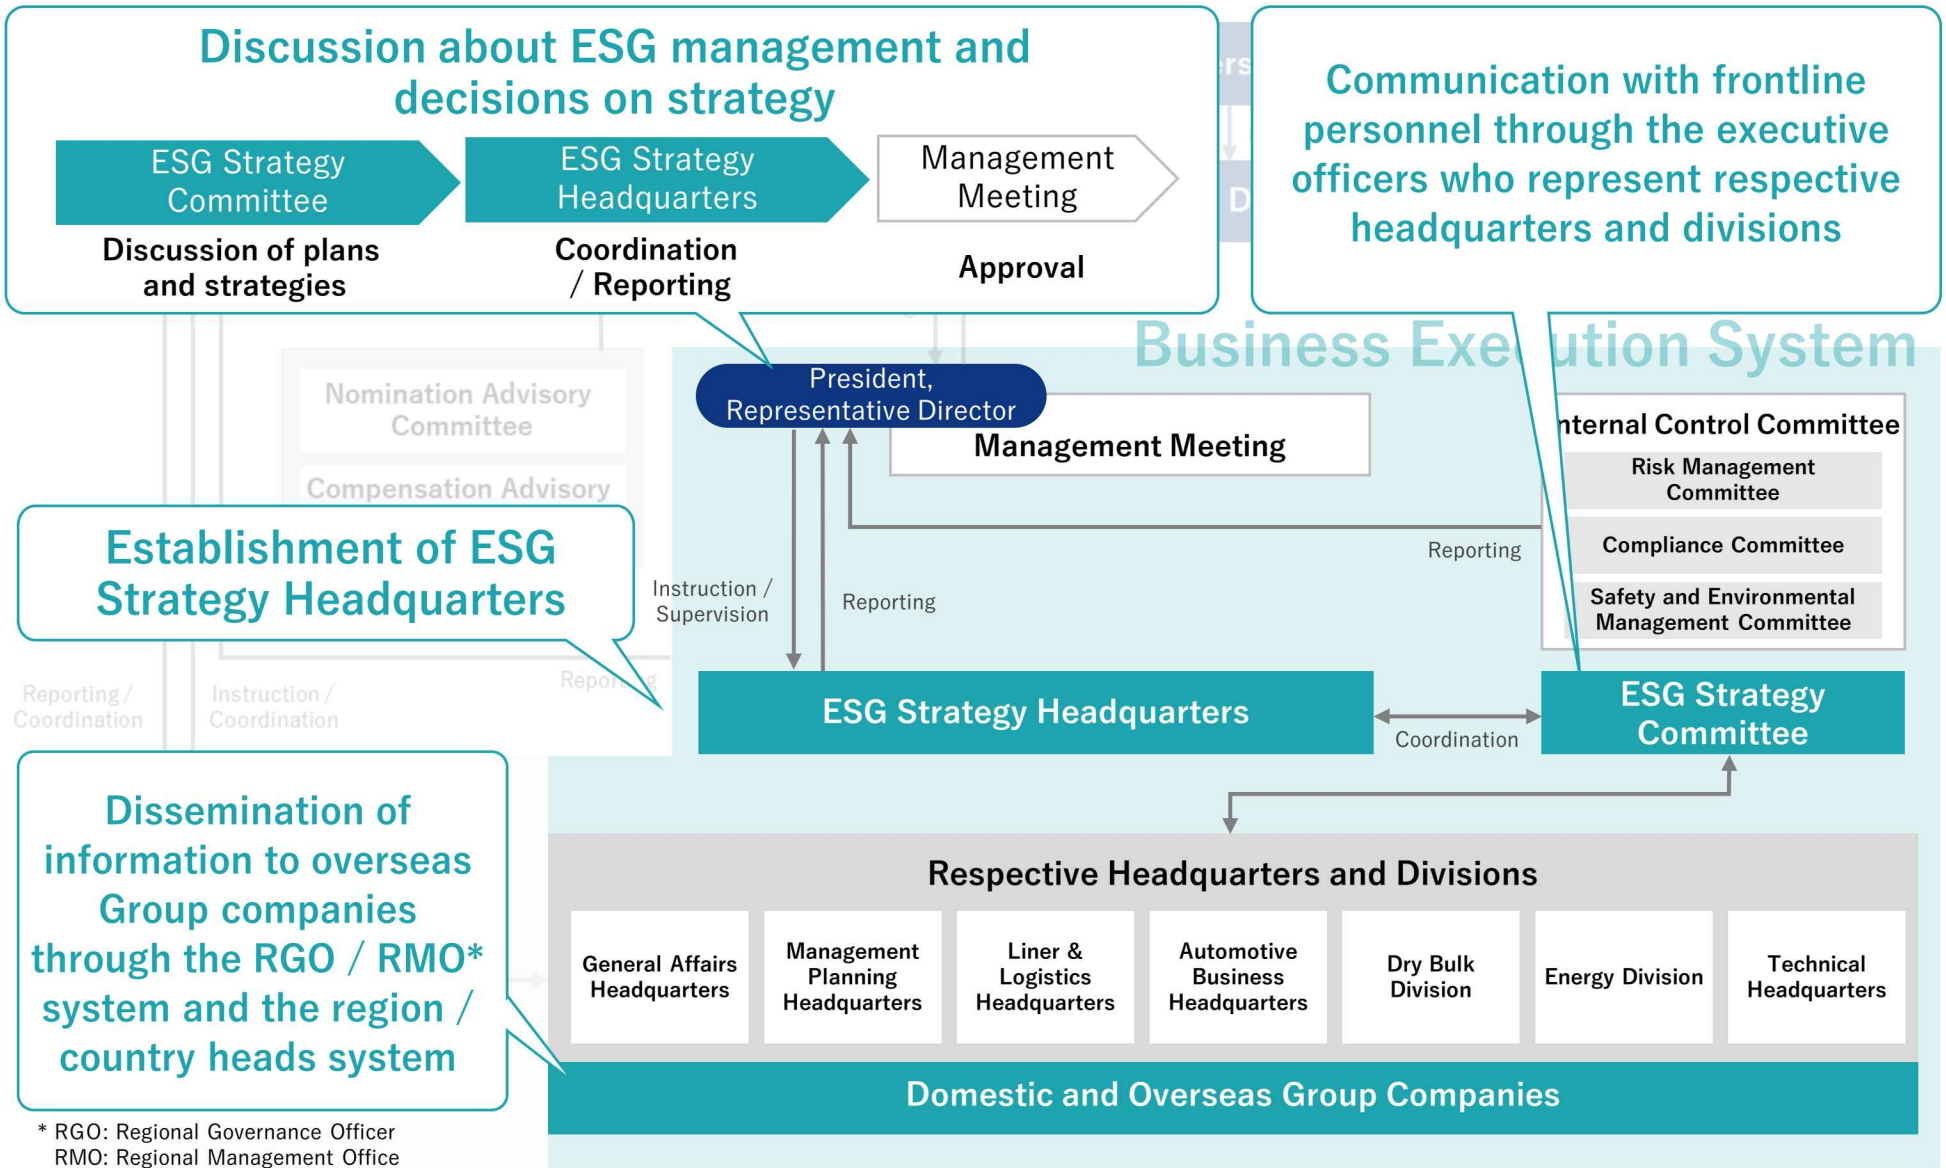 Discussion about ESG management and
decisions on strategy
ESG Strategy
Committee
ESG Strategy
Headquarters
Management
Meeting
Discussion of plans
and strategies
Coordination
/ Reporting
Approval
Communication with frontline
personnel through the executive
officers who represent respective
headquarters and divisions
Business Execution System
Nomination Advisory
Committee
Compensation Advisory
President,
Representative Director
Management Meeting
Internal Control Committee
Risk Management
Committee
Compliance Committee
Safety and Environmental
Management Committee
Reporting
Establishment of ESG
Strategy Headquarters
Instruction /
Supervision
Reporting
Reporting /
Coordination
Instruction /
Coordination
Reporting
ESG Strategy Headquarters
Coordination
ESG Strategy
Committee
Dissemination of
information to overseas
Group companies
through the RGO / RMO*
system and the region /
country heads system
Respective Headquarters and Divisions
General Affairs
Headquarters
Management
Planning
Headquarters
Liner &
Logistics
Headquarters
Automotive
Business
Headquarters
Dry Bulk
Division
Energy Division
Technical
Headquarters
Domestic and Overseas Group Companies
* RGO: Regional Governance Officer
RMO: Regional Management Office